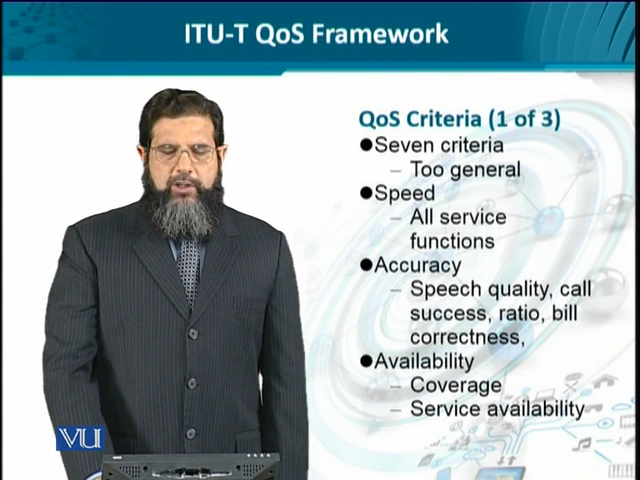 ITU-T QoS Framework
QoS Criteria (1 of 3)
●Seven criteria
– Too general
●Speed
– All service
functions
●Accuracy
– Speech quality, call
success, ratio, bill
correctness,
●Availability
– Coverage
– Service availability
VU